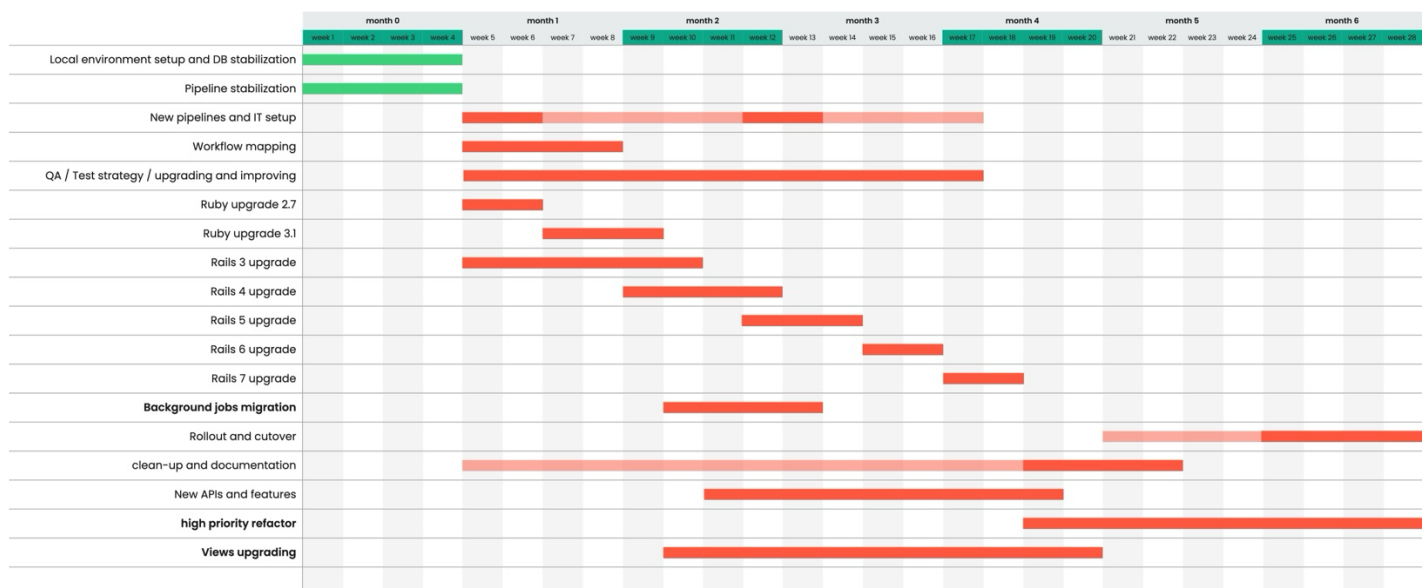 month 0 month 1 month 2 month 3 month 4 month 5 month 6
week 1 week 2 week 3 week 4 week 5 week 6 week 7 week 8 week 9 week 10 week 11 week 12 week 13 week 14 week 15 week 16 week 17 week 18 week 19 week 20 week 21 week 22 week 23 week 24 week 25 week 26 week 27 week 28
Local environment setup and DB stabilization
Pipeline stabilization
New pipelines and IT setup
Workflow mapping
QA / Test strategy / upgrading and improving
Ruby upgrade 2.7
Ruby upgrade 3.1
Rails 3 upgrade
Rails 4 upgrade
Rails 5 upgrade
Rails 6 upgrade
Rails 7 upgrade
Background jobs migration
Rollout and cutover
clean-up and documentation
New APIs and features
high priority refactor
Views upgrading